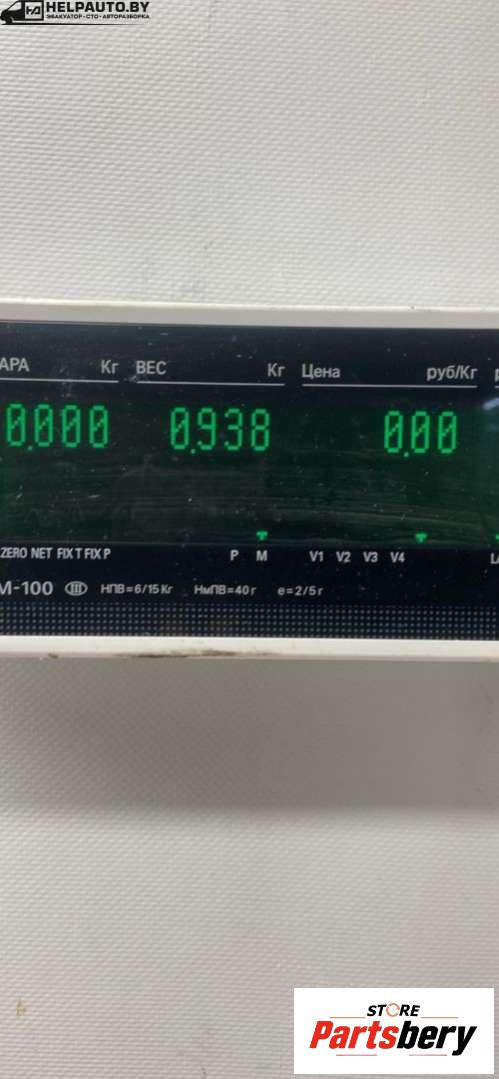 HELPAUTO.BY
ЭВАКУАТОР • СТО • АВТОРАЗБОРКА
АРА Кг ВЕС Кг Цена руб/Кг
0.000 0.938 0.00
ZERO NET FIX T FIX P P M V1 V2 V3 V4
M-100 III НПВ=6/15 Кг НмПВ=40 г e=2/5 г
STORE
Partsbery